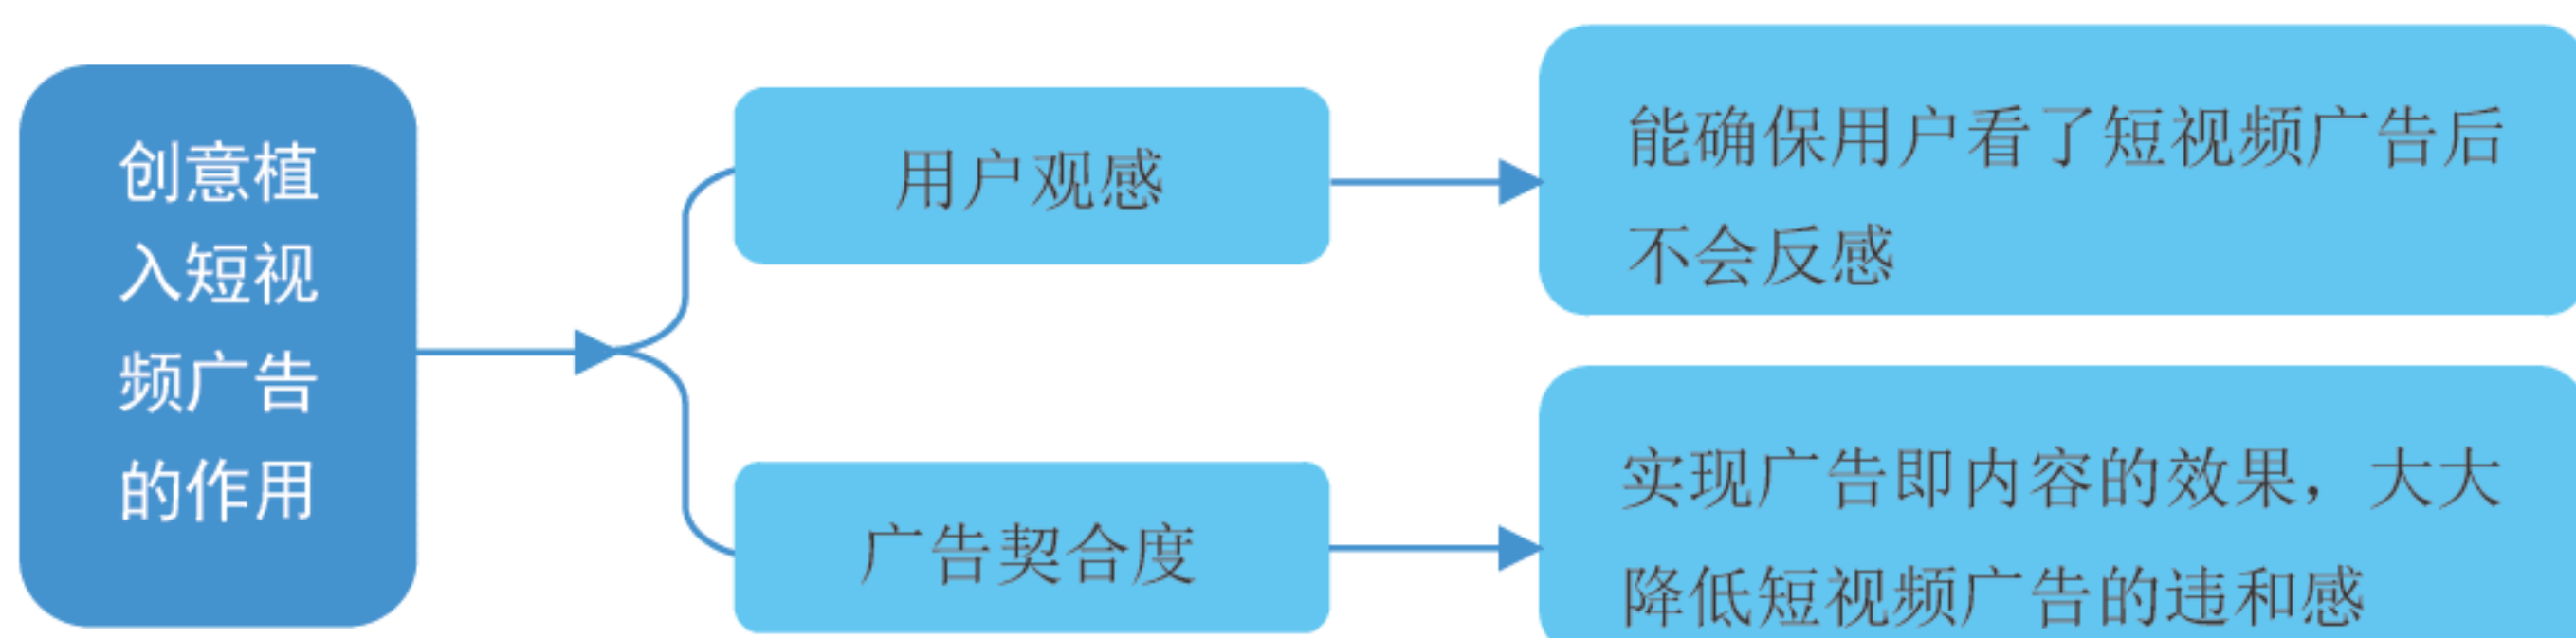 创意植
入短视
频广告
的作用
用户观感
能确保用户看了短视频广告后
不会反感
广告契合度
实现广告即内容的效果，大大
降低短视频广告的违和感